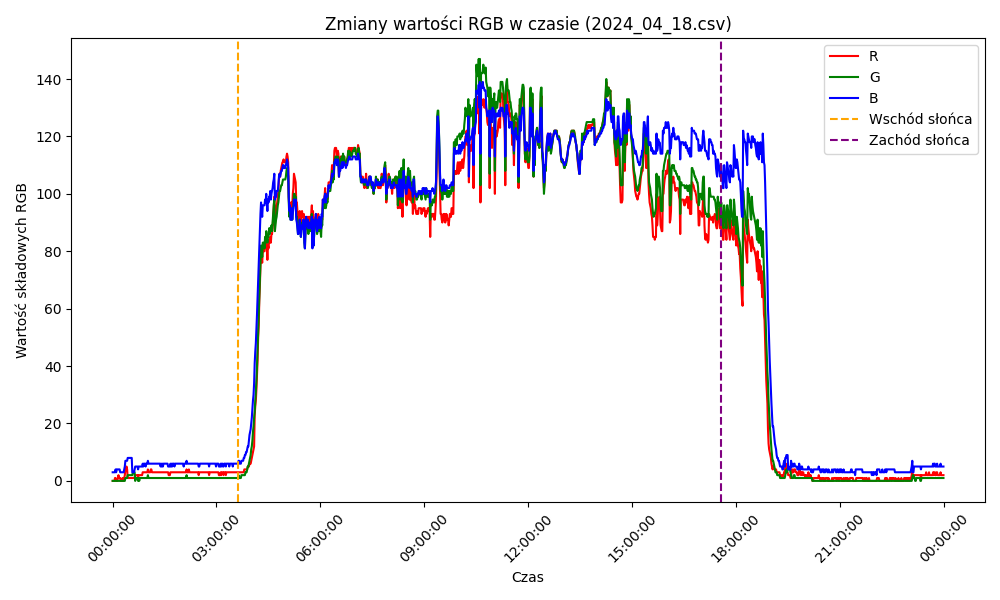 Zmiany wartości RGB w czasie (2024_04_18.csv)
R
G
B
Wschód słońca
Zachód słońca
Wartość składowych RGB
140
120
100
80
60
40
20
0
00:00:00
03:00:00
06:00:00
09:00:00
12:00:00
15:00:00
18:00:00
21:00:00
00:00:00
Czas